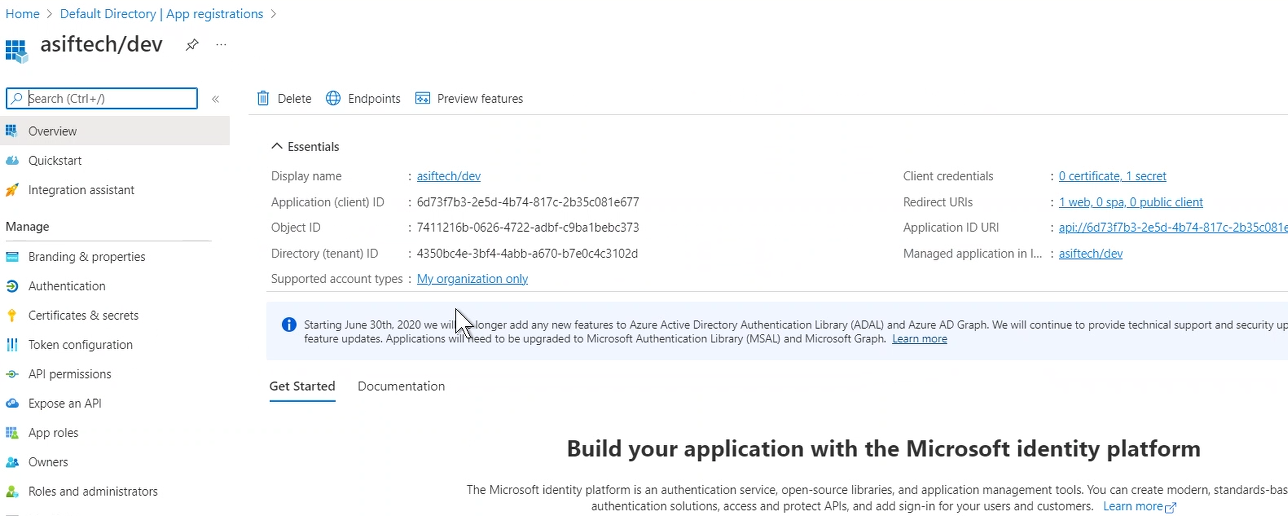 Home > Default Directory | App registrations >
asiftech/dev ...
Search (Ctrl+/) «
Overview
Quickstart
Integration assistant
Manage
Branding & properties
Authentication
Certificates & secrets
Token configuration
API permissions
Expose an API
App roles
Owners
Roles and administrators
Delete Endpoints Preview features
Essentials
Display name : asiftech/dev
Application (client) ID : 6d73f7b3-2e5d-4b74-817c-2b35c081e677
Object ID : 7411216b-0626-4722-adbf-c9ba1bebc373
Directory (tenant) ID : 4350bc4e-3bf4-4abb-a670-b7e0c4c3102d
Supported account types : My organization only
Client credentials : 0 certificate, 1 secret
Redirect URIs : 1 web, 0 spa, 0 public client
Application ID URI : api://6d73f7b3-2e5d-4b74-817c-2b35c081e
Managed application in l... : asiftech/dev
Starting June 30th, 2020 we will longer add any new features to Azure Active Directory Authentication Library (ADAL) and Azure AD Graph. We will continue to provide technical support and security up
feature updates. Applications will need to be upgraded to Microsoft Authentication Library (MSAL) and Microsoft Graph. Learn more
Get Started Documentation
Build your application with the Microsoft identity platform
The Microsoft identity platform is an authentication service, open-source libraries, and application management tools. You can create modern, standards-bas
authentication solutions, access and protect APIs, and add sign-in for your users and customers. Learn more